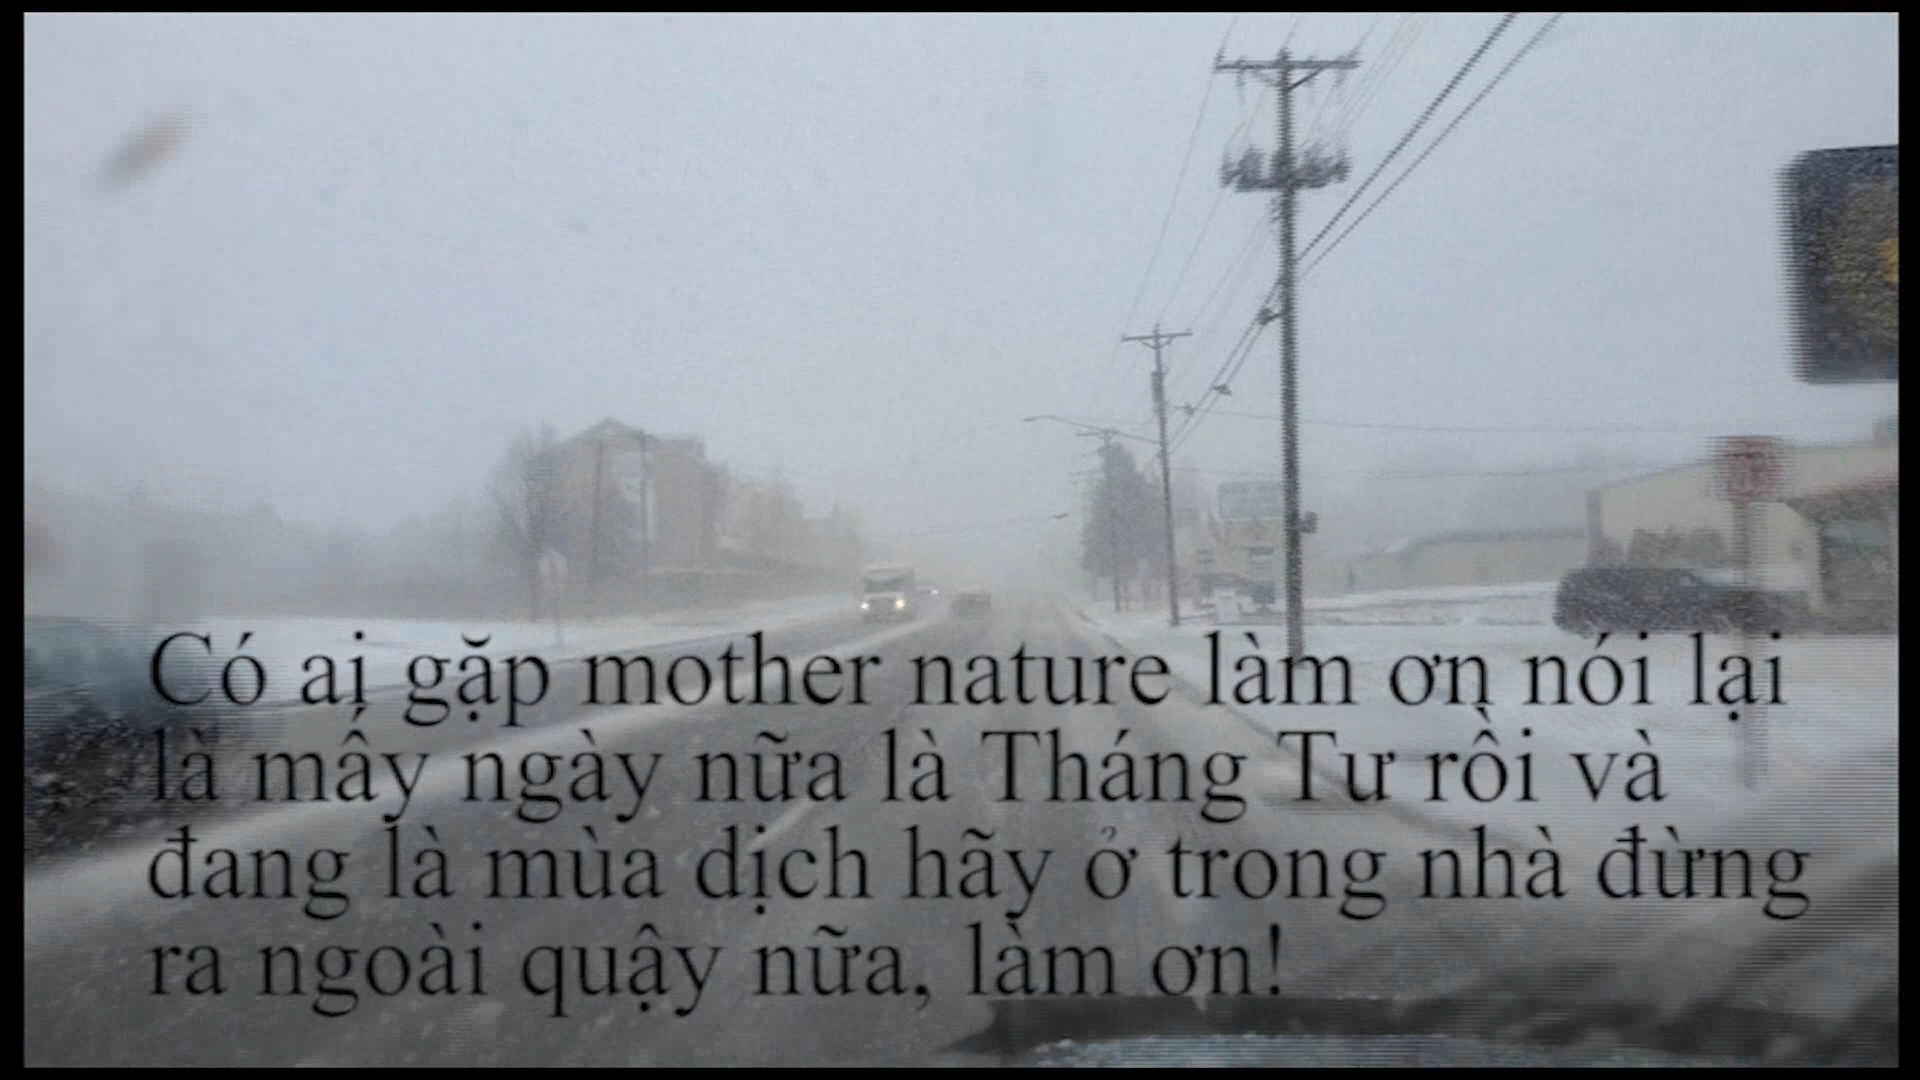 Có ai gặp mother nature làm ơn nói lại
là mấy ngày nữa là Tháng Tư rồi và
đang là mùa dịch hãy ở trong nhà đừng
ra ngoài quậy nữa, làm ơn!